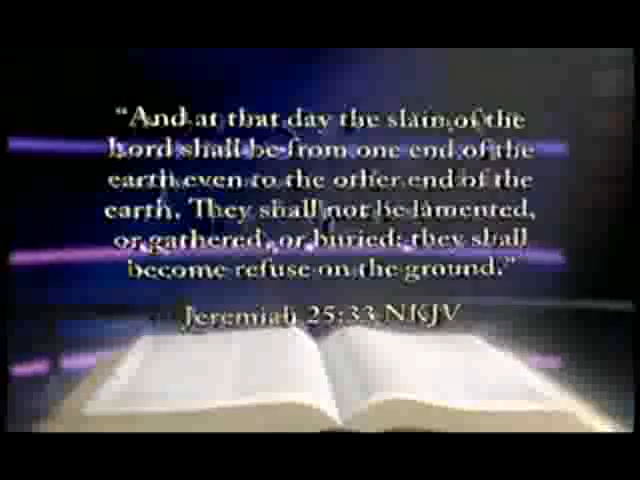 “And at that day the slain of the
Lord shall be from one end of the
earth even to the other end of the
earth. They shall not be lamented,
or gathered, or buried; they shall
become refuse on the ground.”
Jeremiah 25:33 NKJV